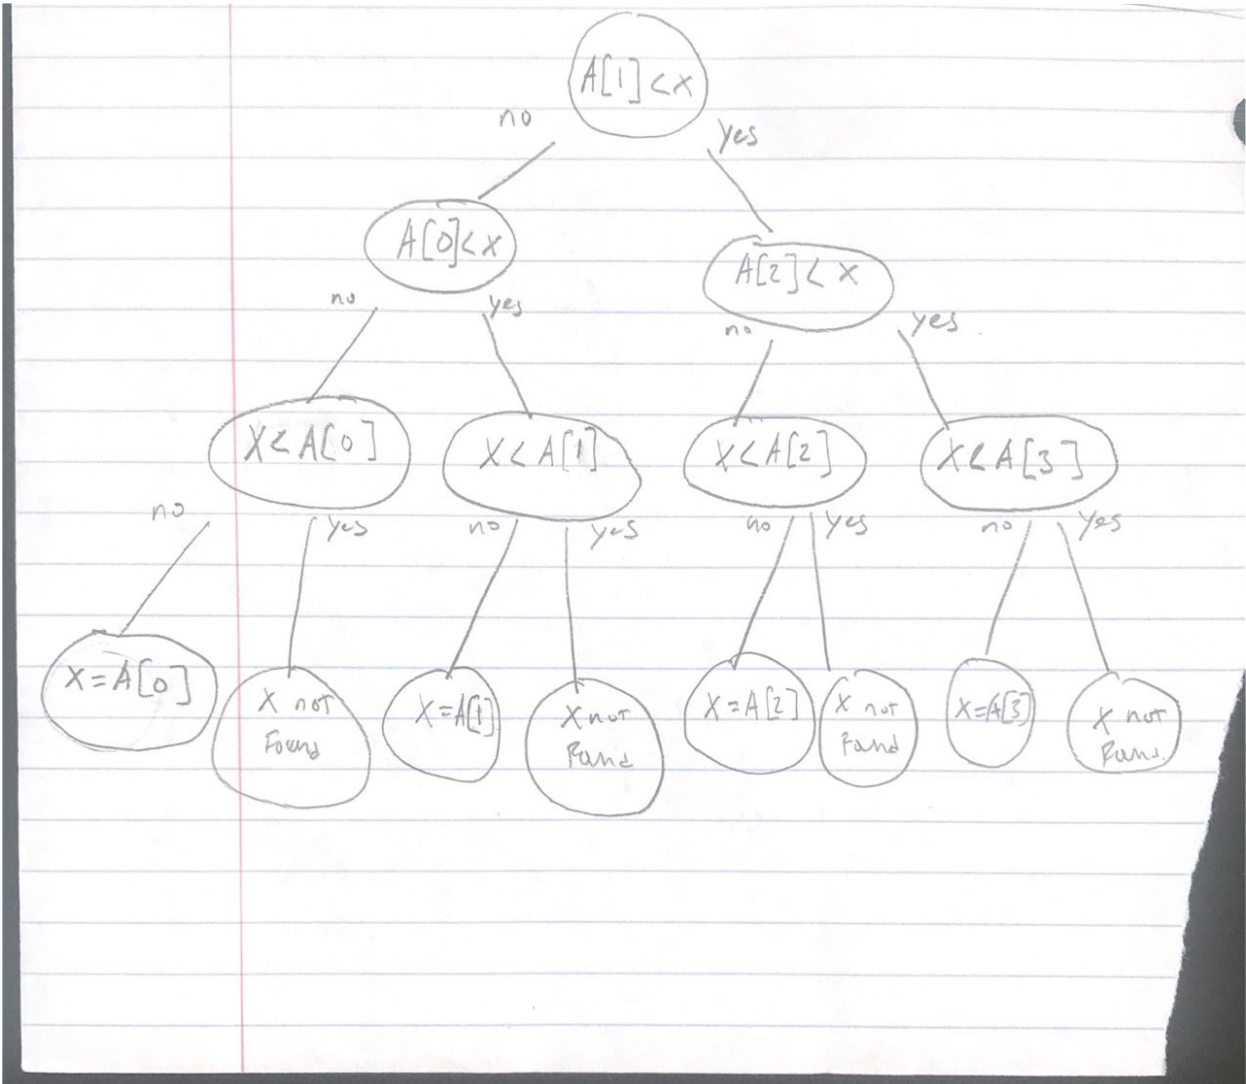 A[1]<x
no
yes
A[0]<x
A[2]<x
no
yes
no
yes
X<A[0]
X<A[1]
X<A[2]
X<A[3]
no
yes
no
yes
no
yes
no
yes
X=A[0]
X not
Found
X=A[1]
X not
Found
X=A[2]
X not
Found
X=A[3]
X not
Found